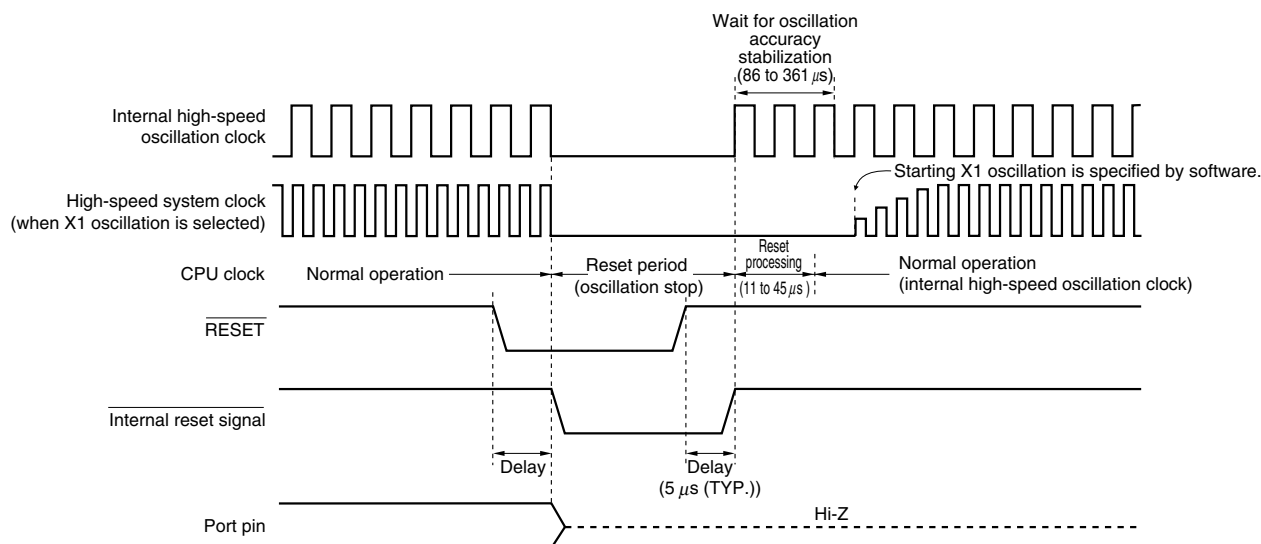 Wait for oscillation
accuracy
stabilization
(86 to 361 μs)
Internal high-speed
oscillation clock
Starting X1 oscillation is specified by software.
High-speed system clock
(when X1 oscillation is selected)
CPU clock
Normal operation
Reset period
(oscillation stop)
Reset
processing
(11 to 45 μs )
Normal operation
(internal high-speed oscillation clock)
RESET
Internal reset signal
Delay
Delay
(5 μs (TYP.))
Port pin
Hi-Z